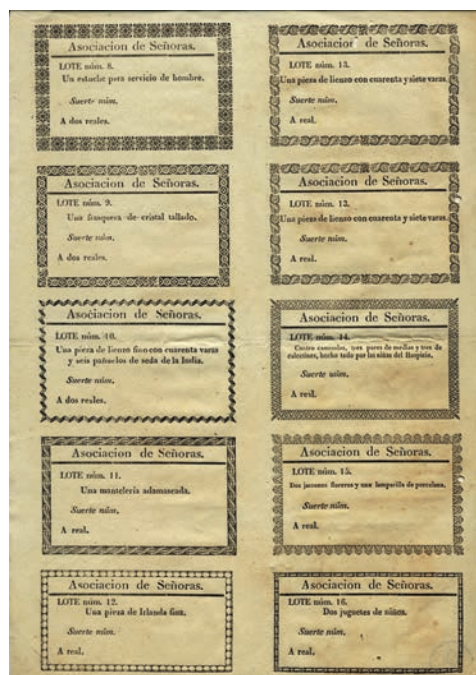 Asociacion de Señoras.
LOTE núm. 8.
Un estuche para servicio de hombre.
Suerte núm.
A dos reales.
Asociacion de Señoras.
LOTE núm. 9.
Una frasquera de cristal tallado.
Suerte núm.
A dos reales.
Asociacion de Señoras.
LOTE núm. 10.
Una pieza de lienzo fino con cuarenta varas
y seis pañuelos de seda de la India.
Suerte núm.
A dos reales.
Asociacion de Señoras.
LOTE núm. 11.
Una mantelería adamascada.
Suerte núm.
A real.
Asociacion de Señoras.
LOTE núm. 12.
Una pieza de Irlanda fina.
Suerte núm.
A real.
Asociacion de Señoras.
LOTE núm. 13.
Una pieza de lienzo con cuarenta y siete varas.
Suerte núm.
A real.
Asociacion de Señoras.
LOTE núm. 13.
Una pieza de lienzo con cuarenta y siete varas.
Suerte núm.
A real.
Asociacion de Señoras.
LOTE núm. 14.
Cuatro camisolas, tres pares de medias y tres de
calcetines, hecho todo por las niñas del Hospicio.
Suerte núm.
A real.
Asociacion de Señoras.
LOTE núm. 15.
Dos jarrones floreros y una lamparilla de porcelana.
Suerte núm.
A real.
Asociacion de Señoras.
LOTE núm. 16.
Dos juguetes de niños.
Suerte núm.
A real.